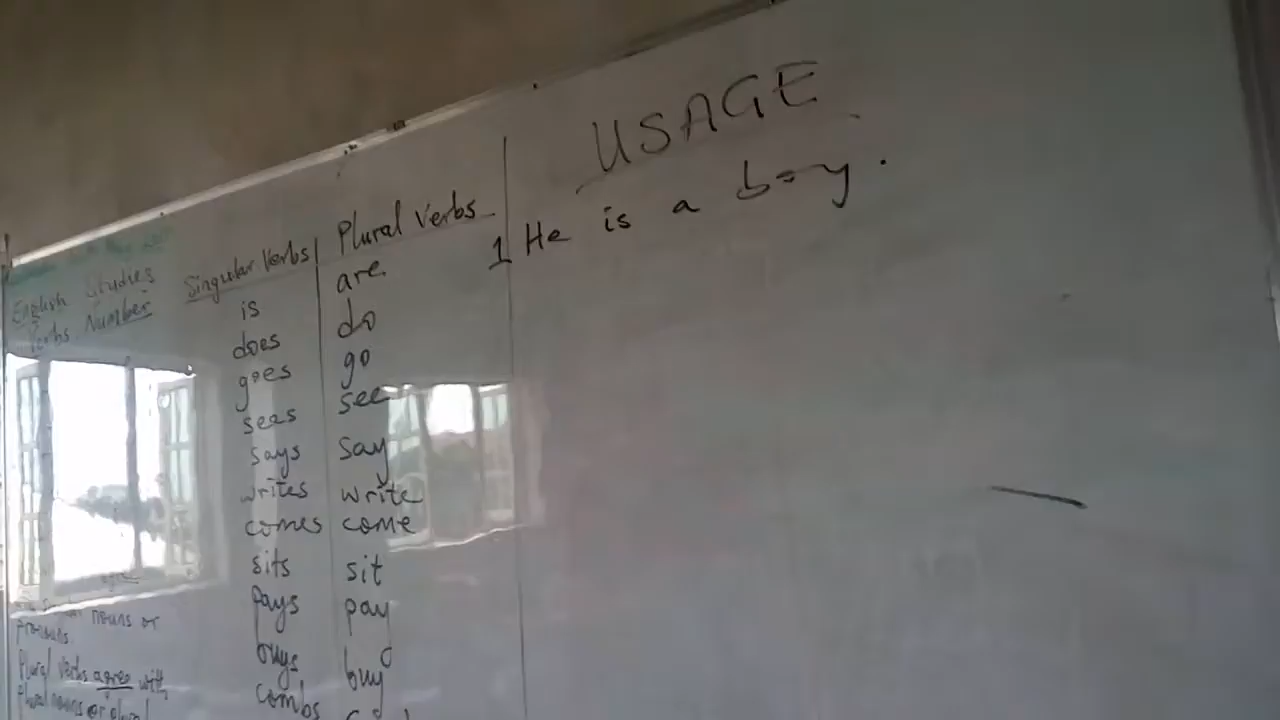 English Studies
Verbs Number
nouns or
pronouns.
Plural verbs agree with
plural nouns or plural
Singular Verbs Plural Verbs
is are
does do
goes go
sees see
says say
writes write
comes come
sits sit
pays pay
buys buy
combs
USAGE
1 He is a boy.